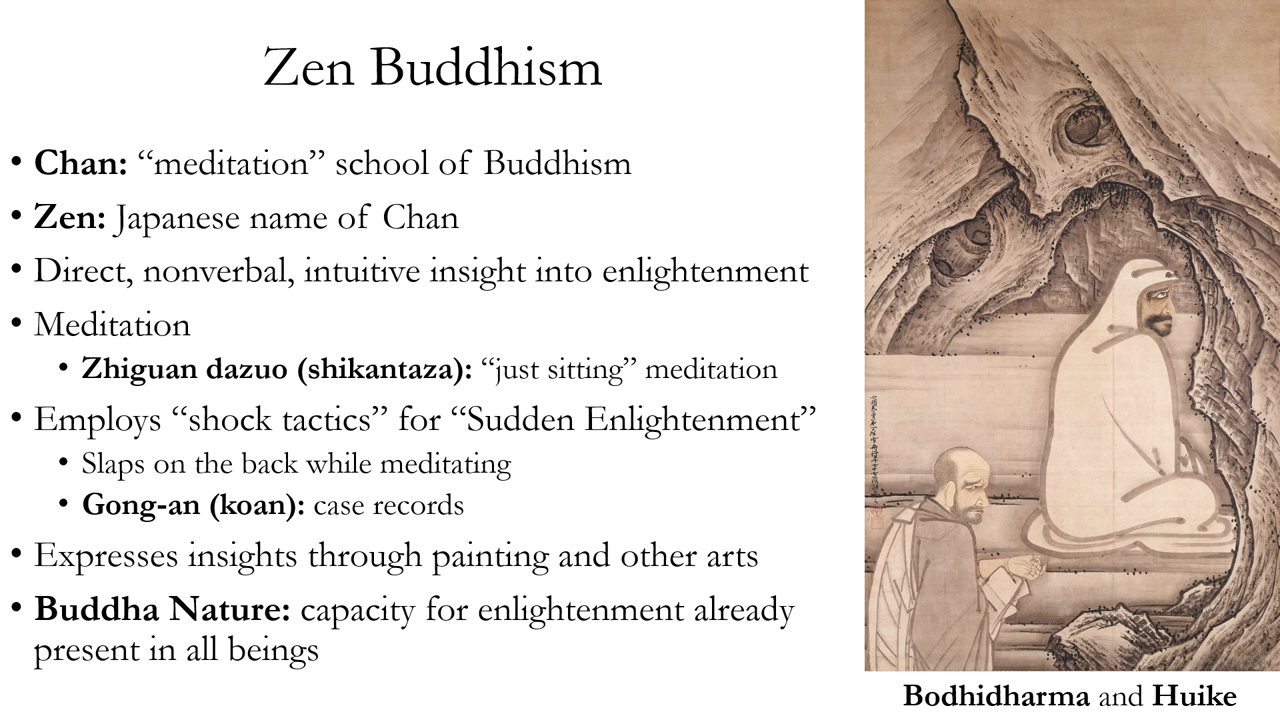 Zen Buddhism
• Chan: “meditation” school of Buddhism
• Zen: Japanese name of Chan
• Direct, nonverbal, intuitive insight into enlightenment
• Meditation
• Zhiguan dazuo (shikantaza): “just sitting” meditation
• Employs “shock tactics” for “Sudden Enlightenment”
• Slaps on the back while meditating
• Gong-an (koan): case records
• Expresses insights through painting and other arts
• Buddha Nature: capacity for enlightenment already
present in all beings
Bodhidharma and Huike